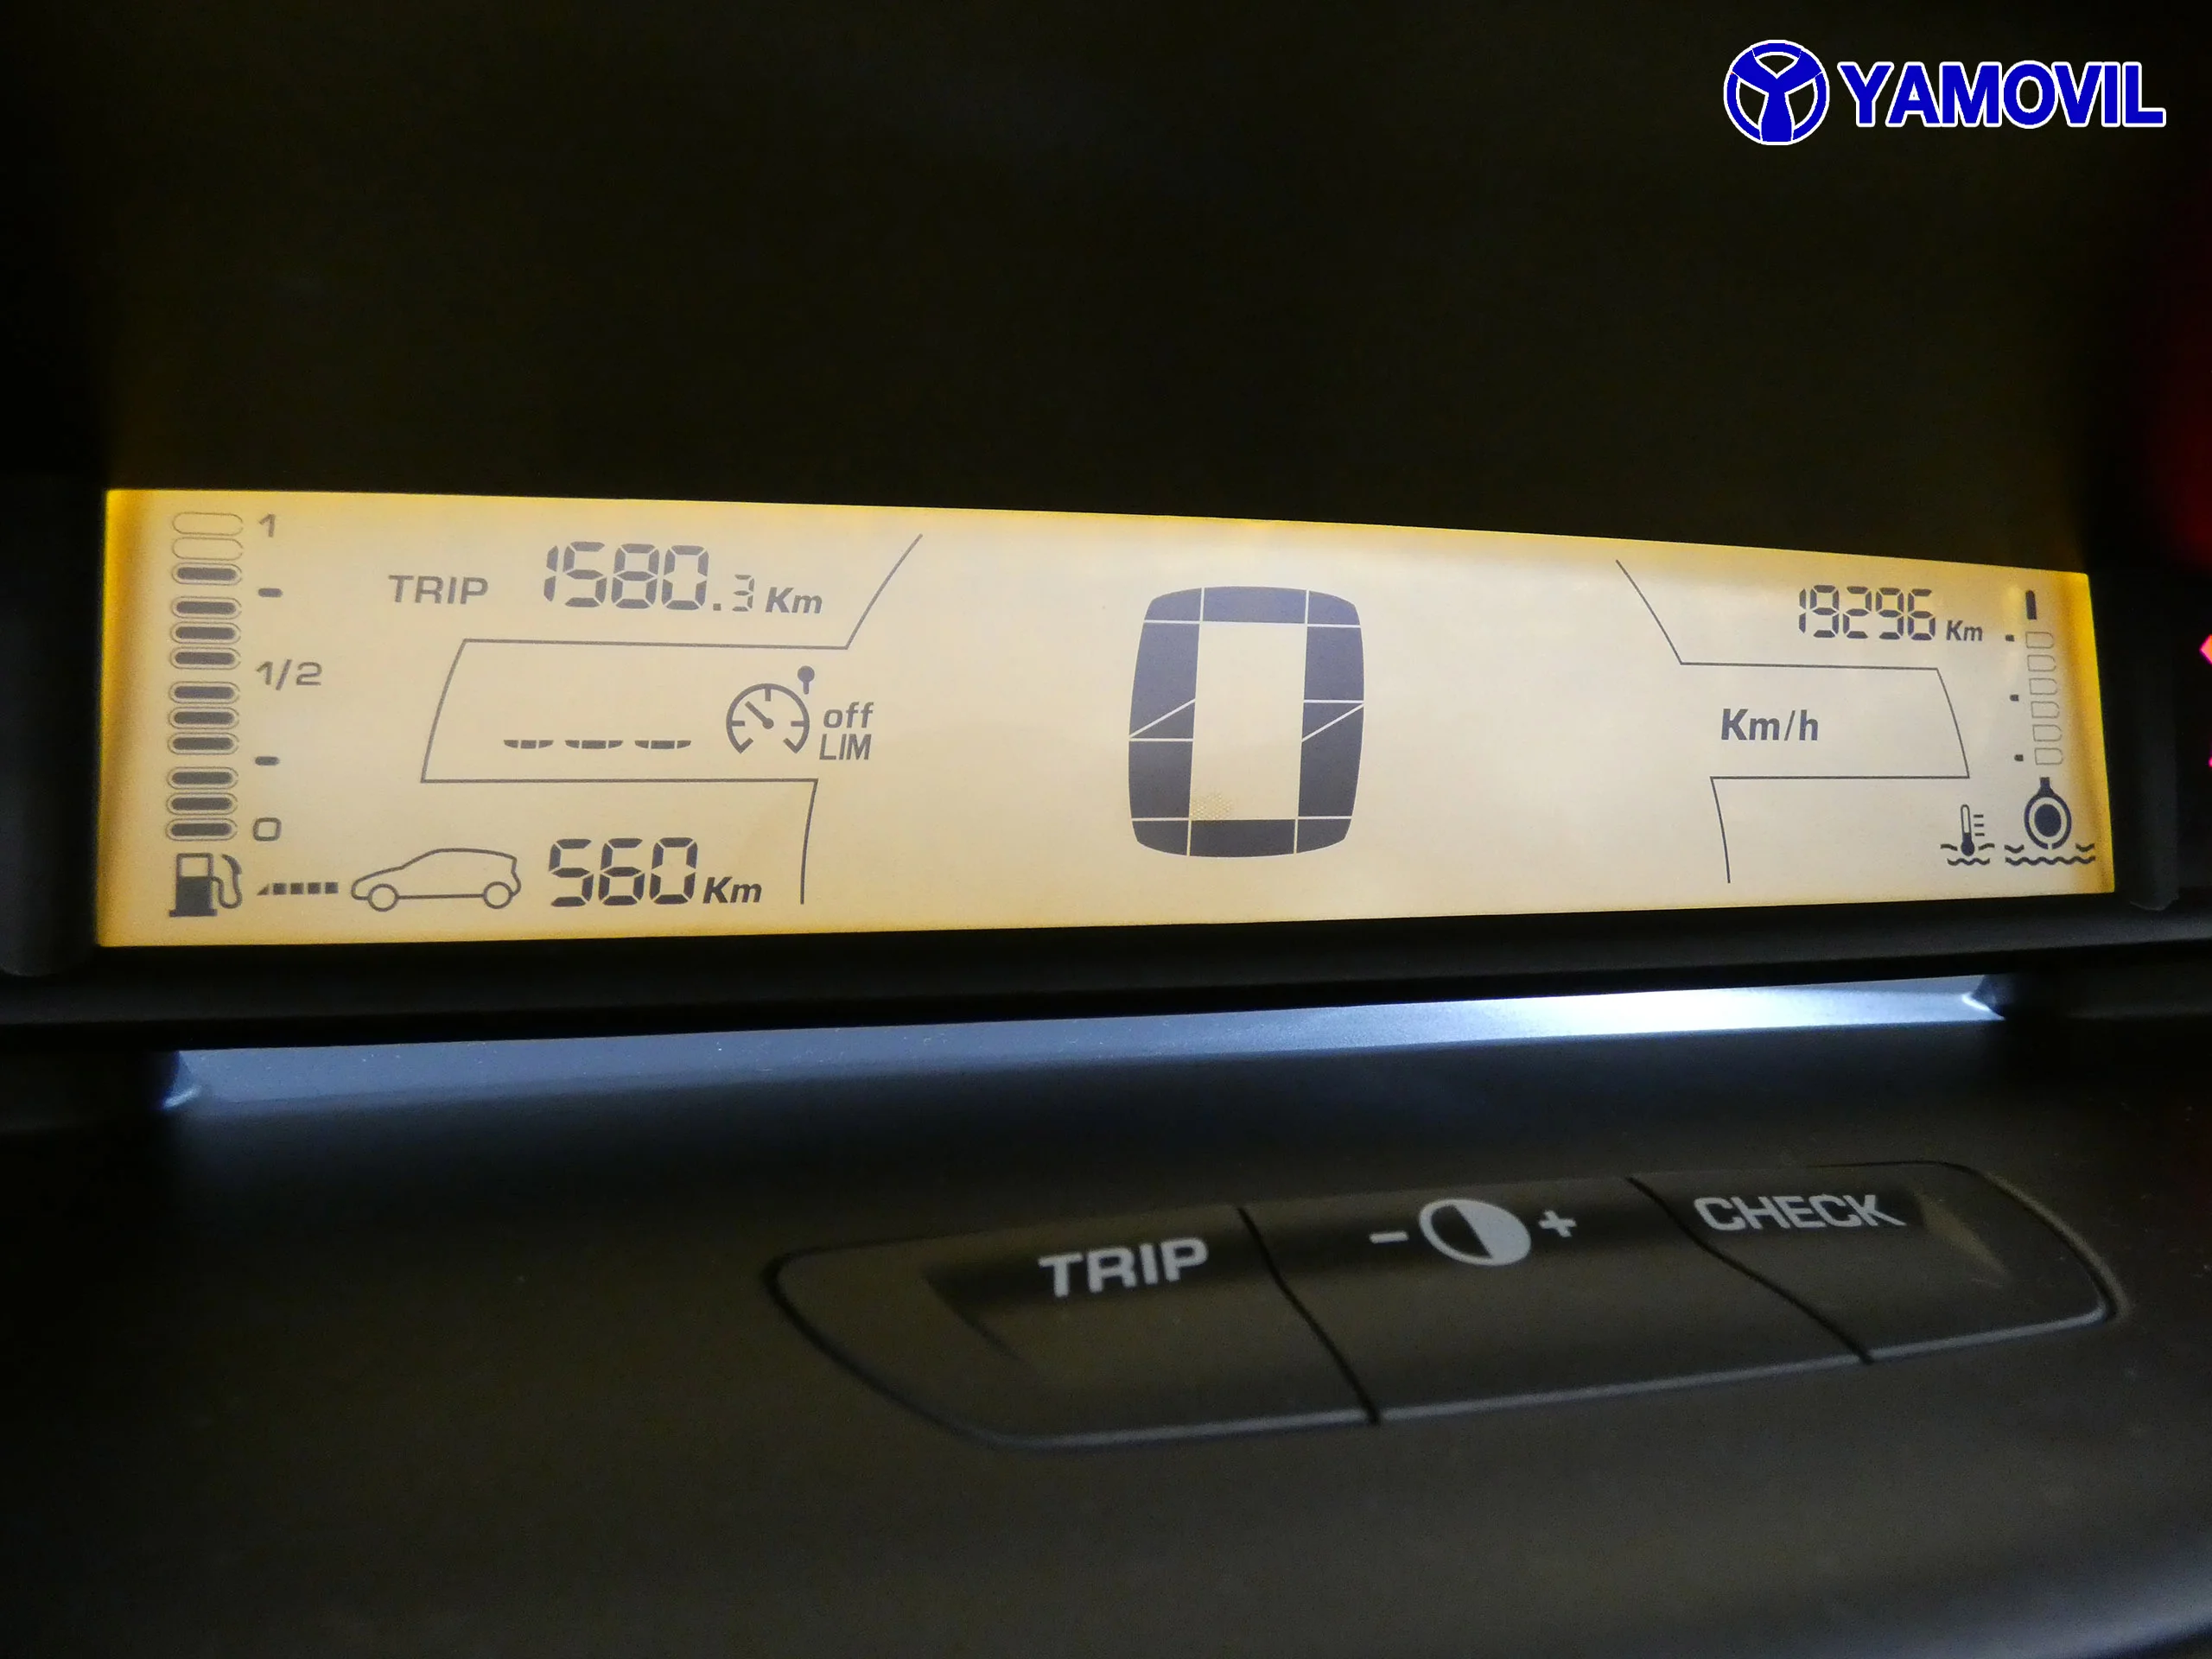 YAMOVIL
1
TRIP 1580.3 Km
19296 Km
1/2
off
LIM
--- 
0
Km/h
0
560 Km
TRIP - + CHECK